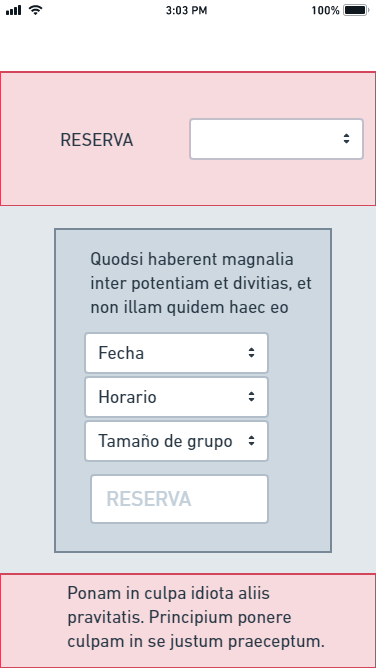 3:03 PM
100%
RESERVA
Quodsi haberent magnalia
inter potentiam et divitias, et
non illam quidem haec eo
Fecha
Horario
Tamaño de grupo
RESERVA
Ponam in culpa idiota aliis
pravitatis. Principium ponere
culpam in se justum praeceptum.